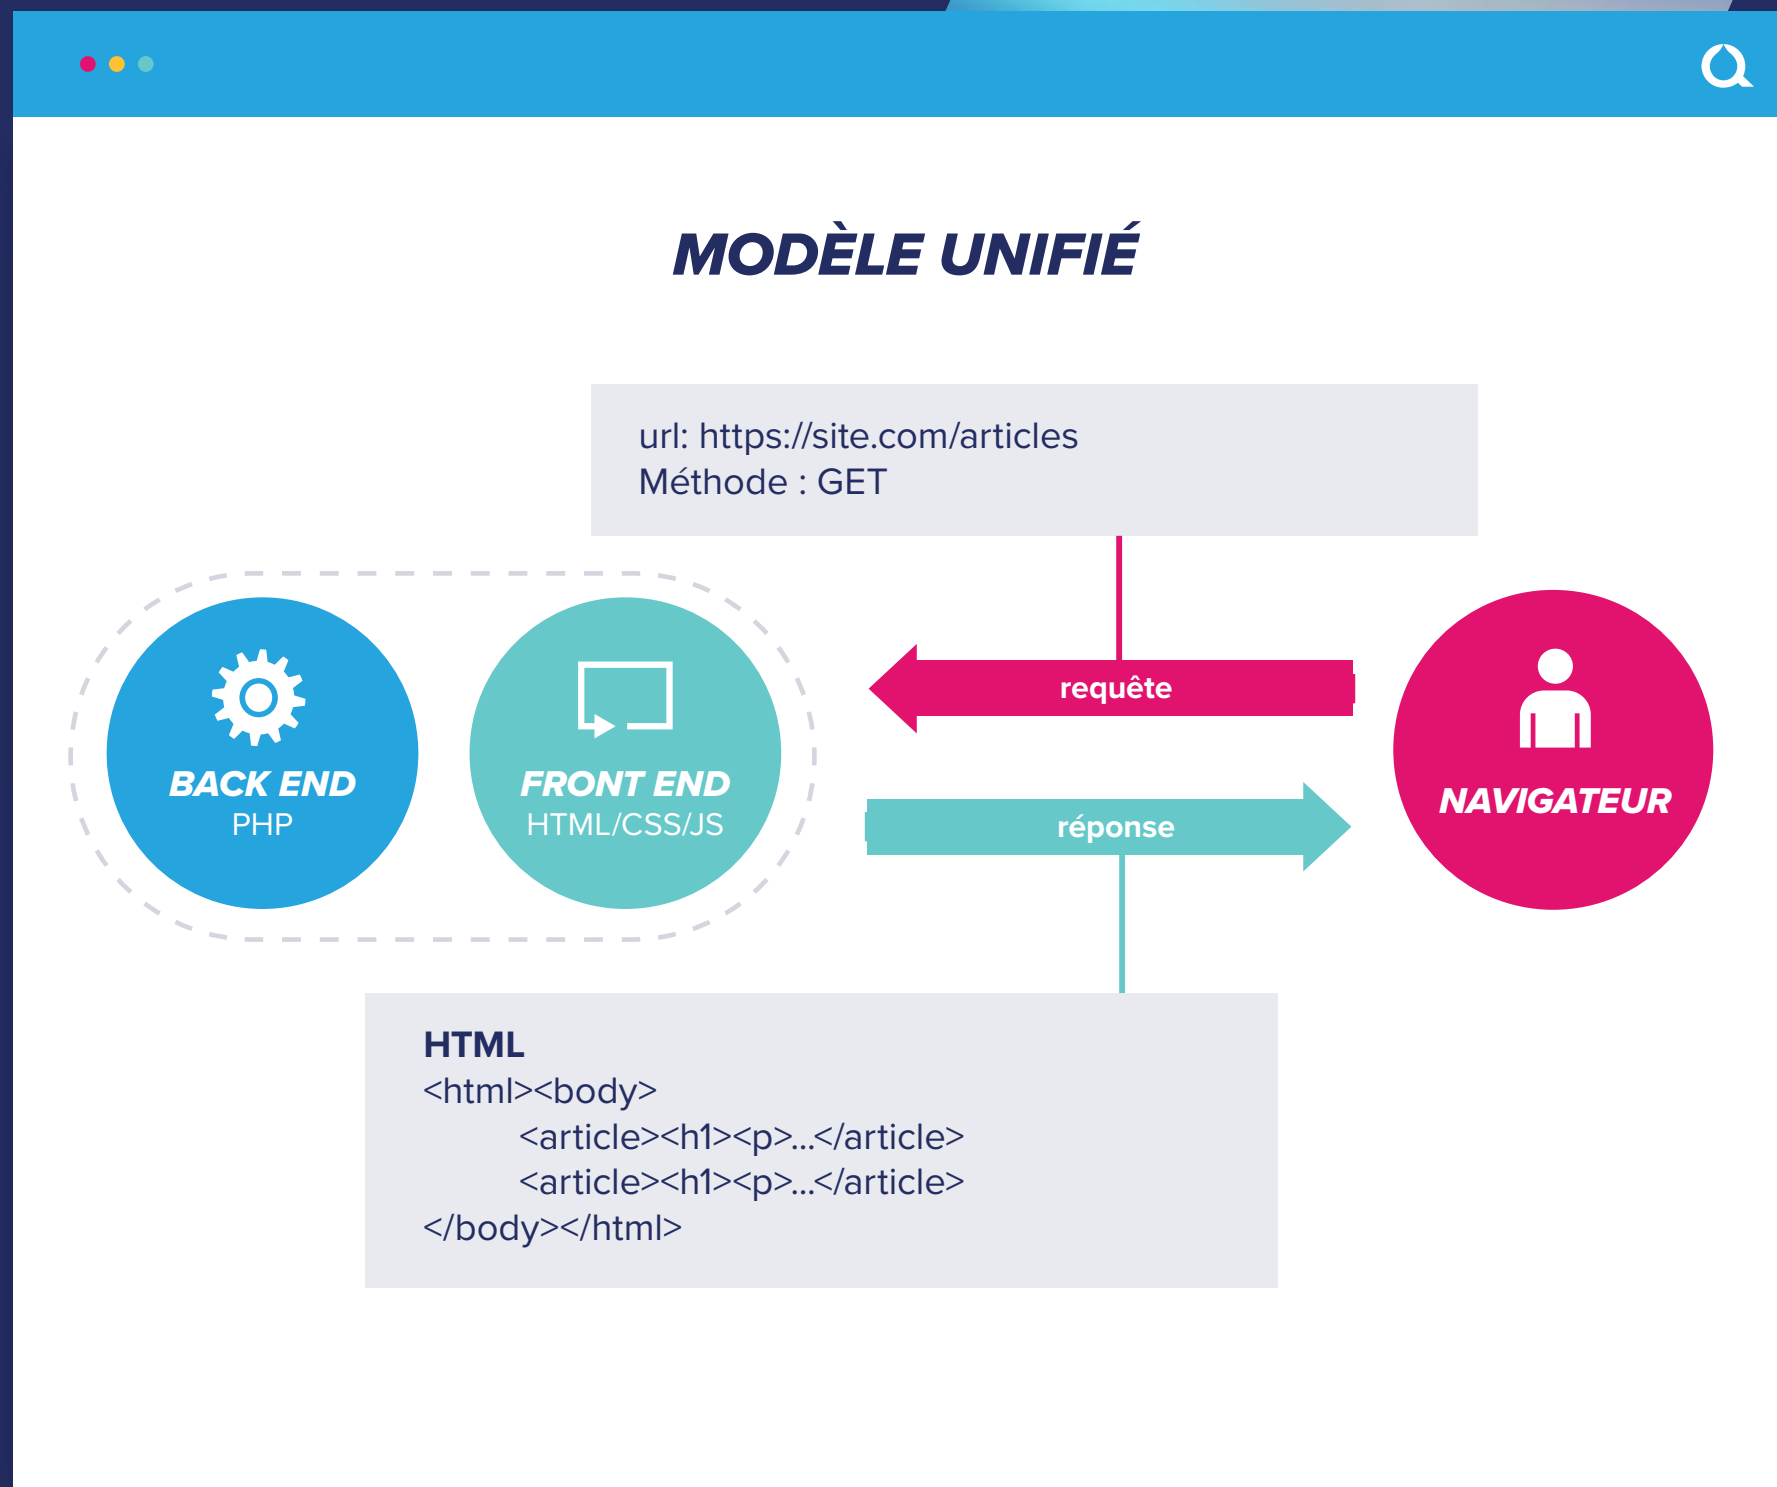 MODÈLE UNIFIÉ
url: https://site.com/articles
Méthode : GET
BACK END
PHP
FRONT END
HTML/CSS/JS
requête
réponse
NAVIGATEUR
HTML
<html><body>
<article><h1><p>...</article>
<article><h1><p>...</article>
</body></html>